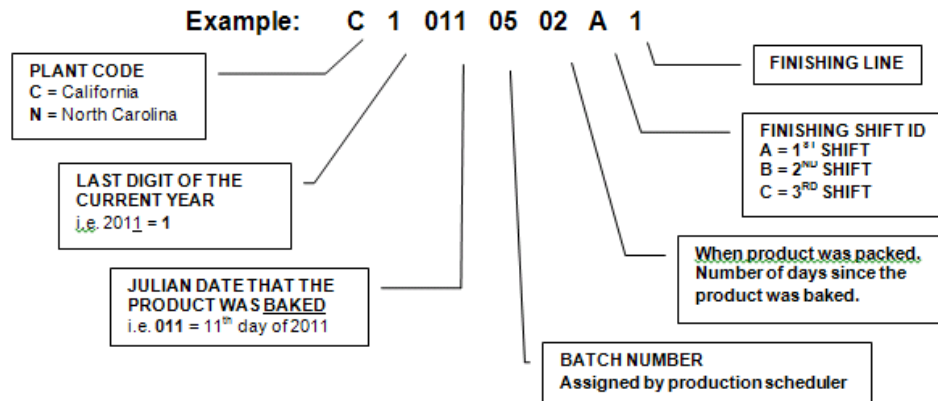 Example: C 1 011 05 02 A 1
PLANT CODE
C = California
N = North Carolina
FINISHING LINE
FINISHING SHIFT ID
A = 1ST SHIFT
B = 2ND SHIFT
C = 3RD SHIFT
LAST DIGIT OF THE
CURRENT YEAR
i.e. 2011 = 1
When product was packed.
Number of days since the
product was baked.
JULIAN DATE THAT THE
PRODUCT WAS BAKED
i.e. 011 = 11th day of 2011
BATCH NUMBER
Assigned by production scheduler